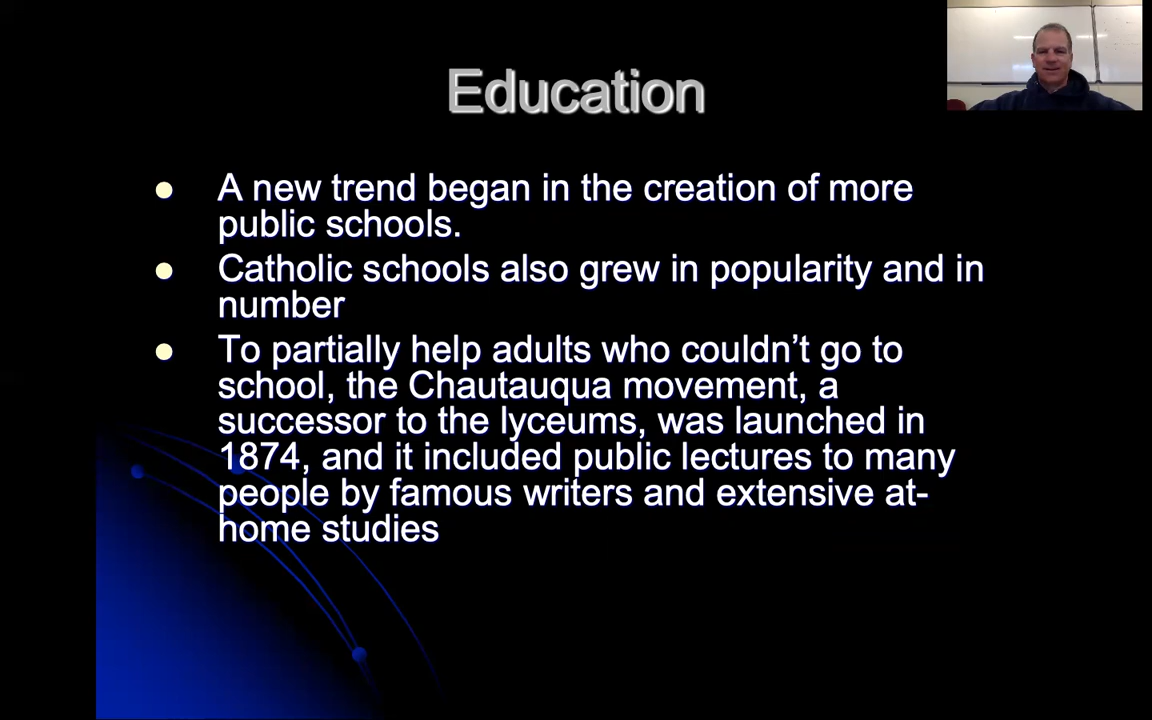 Education
A new trend began in the creation of more
public schools.
Catholic schools also grew in popularity and in
number
To partially help adults who couldn’t go to
school, the Chautauqua movement, a
successor to the lyceums, was launched in
1874, and it included public lectures to many
people by famous writers and extensive at-
home studies